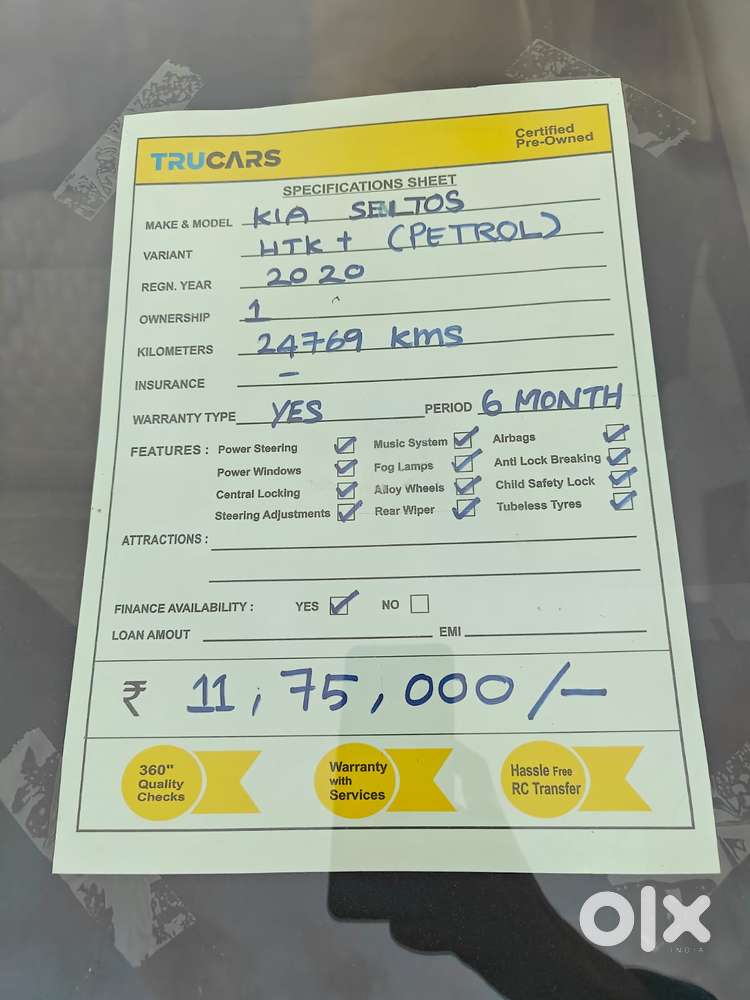 TRUCARS
Certified
Pre-Owned
SPECIFICATIONS SHEET
MAKE & MODEL KIA SELTOS
VARIANT HTK + (PETROL)
REGN. YEAR 2020
OWNERSHIP 1
KILOMETERS 24769 kms
INSURANCE –
WARRANTY TYPE YES PERIOD 6 MONTH
FEATURES : Power Steering ☑ Music System ☑ Airbags ☑
Power Windows ☑ Fog Lamps ☑ Anti Lock Breaking ☑
Central Locking ☑ Alloy Wheels ☑ Child Safety Lock ☑
Steering Adjustments ☑ Rear Wiper ☑ Tubeless Tyres ☑
ATTRACTIONS :
FINANCE AVAILABILITY : YES ☑ NO ☐
LOAN AMOUT EMI
₹ 11,75,000/-
360"
Quality
Checks
Warranty
with
Services
Hassle Free
RC Transfer
olx
INDIA